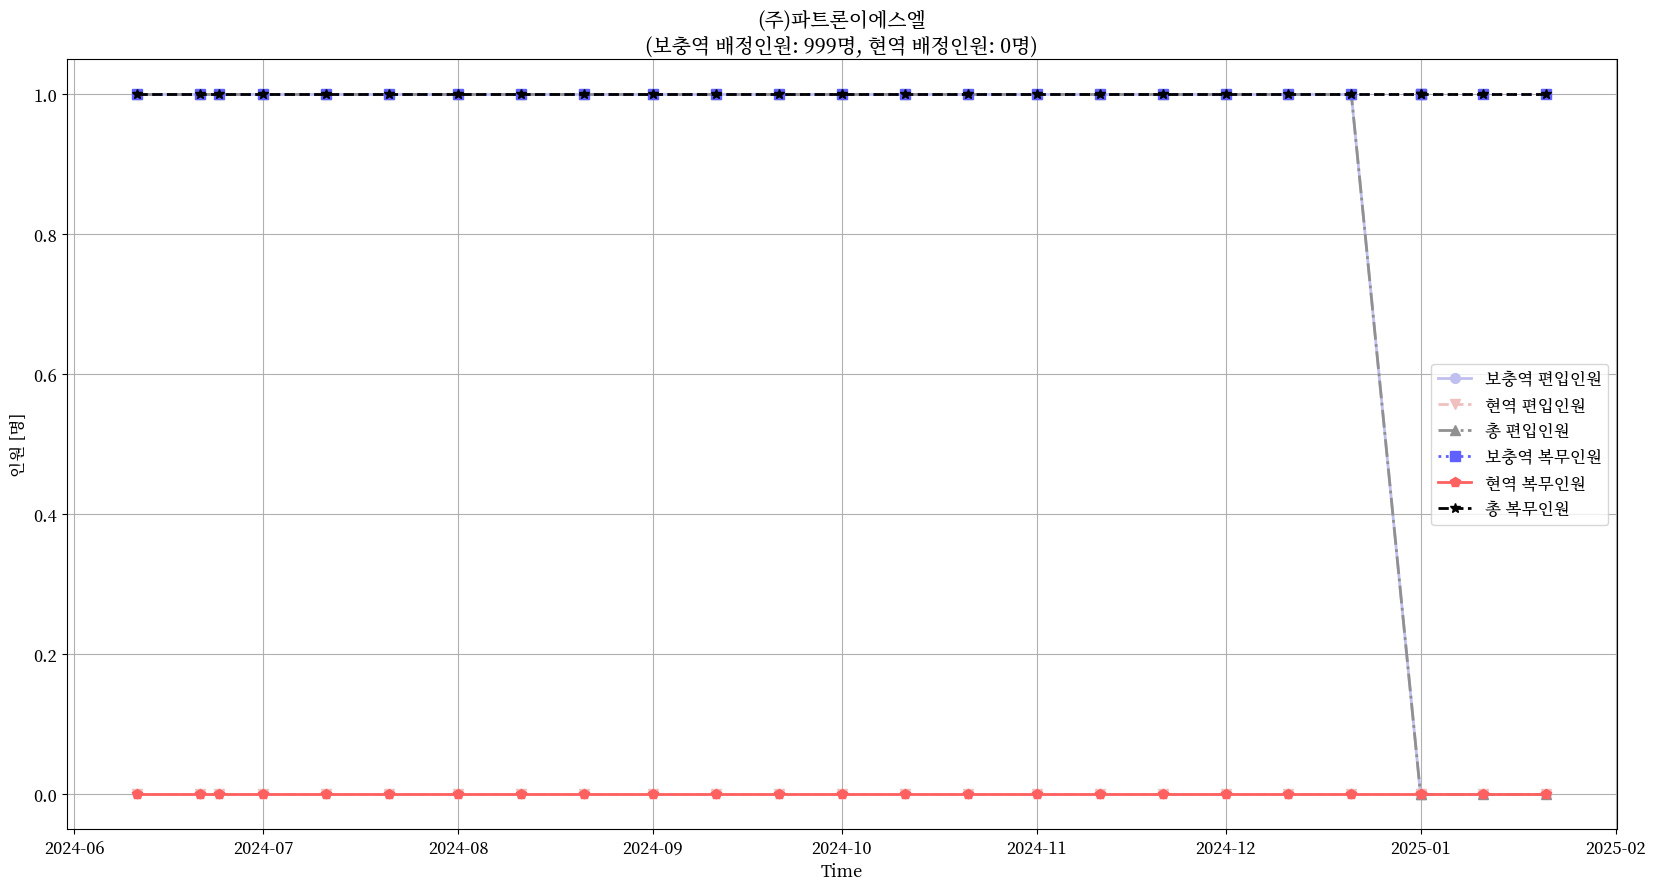 (주)파트론이에스엘
(보충역 배정인원: 999명, 현역 배정인원: 0명)
인원 [명]
1.0
0.8
0.6
0.4
0.2
0.0
보충역 편입인원
현역 편입인원
총 편입인원
보충역 복무인원
현역 복무인원
총 복무인원
2024-06 2024-07 2024-08 2024-09 2024-10 2024-11 2024-12 2025-01 2025-02
Time